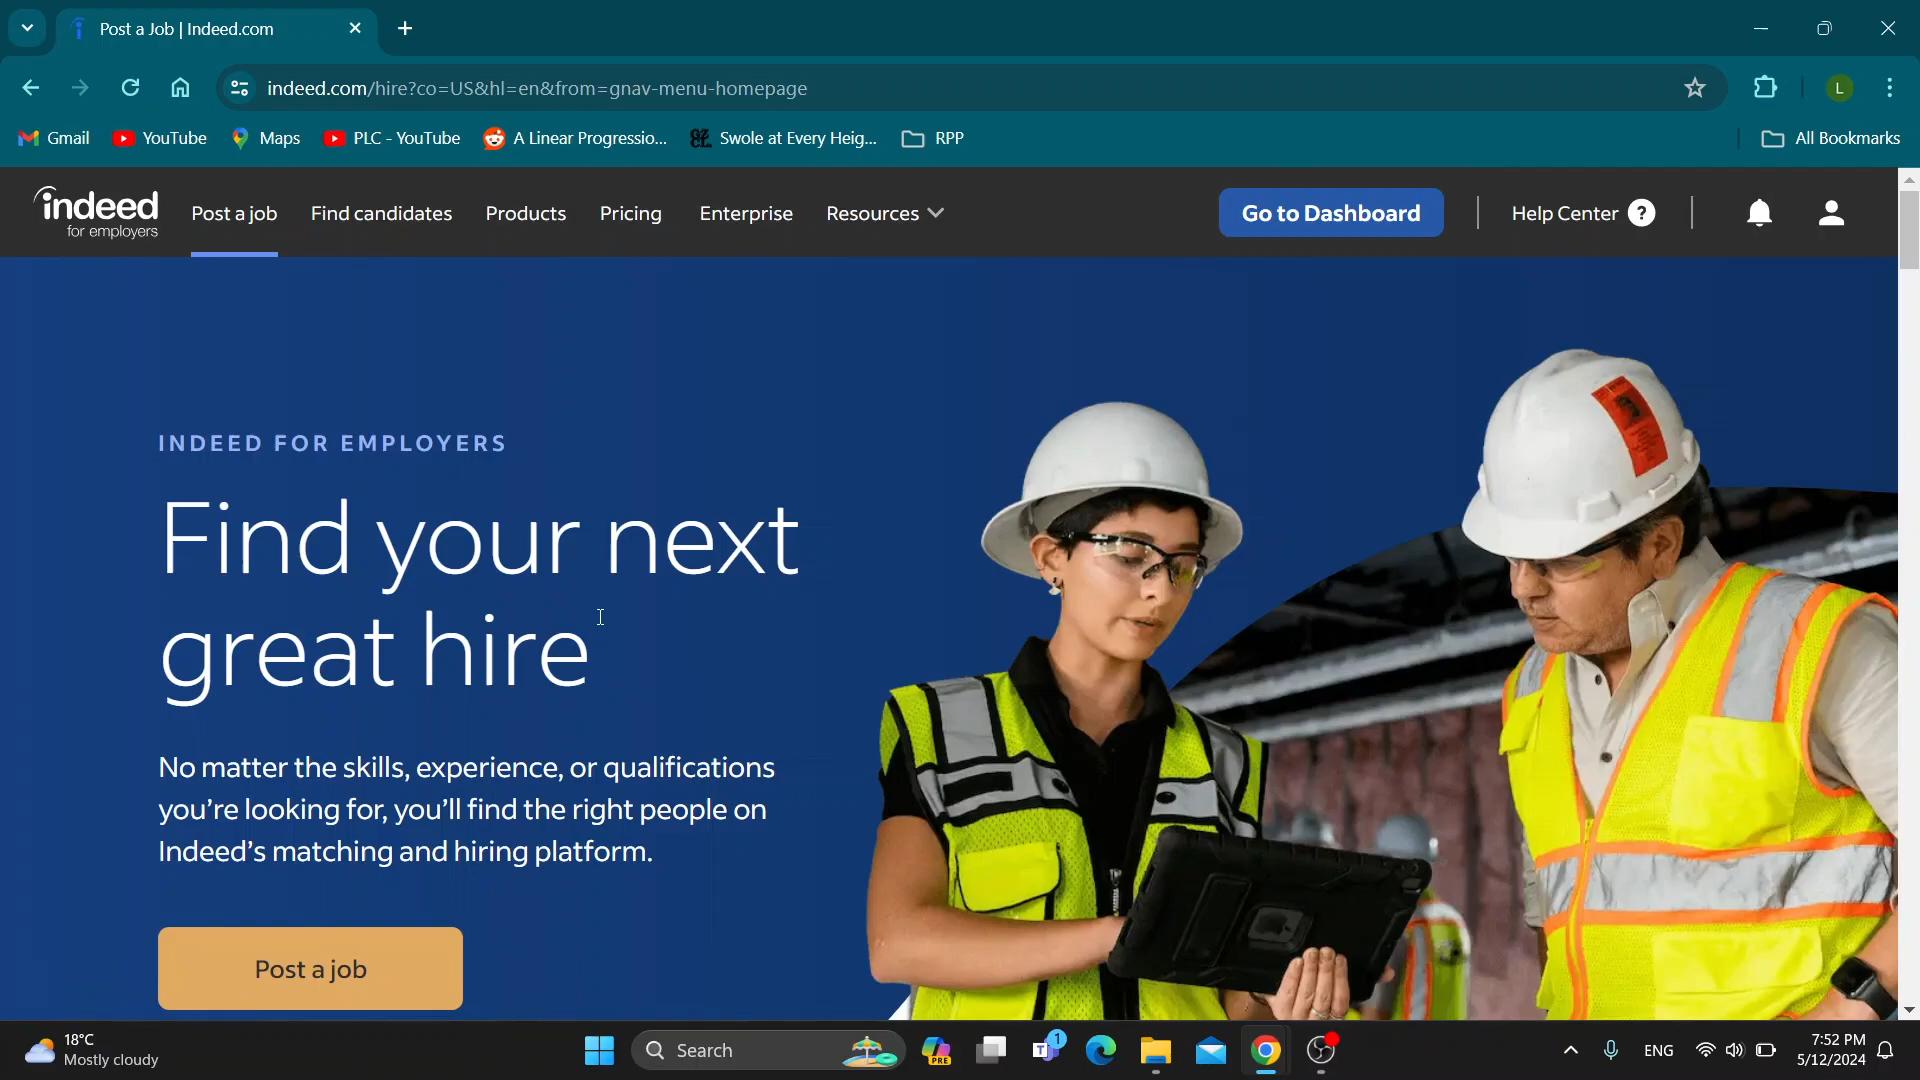 Post a Job | Indeed.com
indeed.com/hire?co=US&hl=en&from=gnav-menu-homepage
L
Gmail
YouTube
Maps
PLC - YouTube
A Linear Progressio...
Swole at Every Heig...
RPP
All Bookmarks
indeed
for employers
Post a job
Find candidates
Products
Pricing
Enterprise
Resources
Go to Dashboard
Help Center ?
INDEED FOR EMPLOYERS
Find your next
great hire
No matter the skills, experience, or qualifications
you’re looking for, you’ll find the right people on
Indeed’s matching and hiring platform.
Post a job
18°C
Mostly cloudy
Search
PRE
1
ENG
7:52 PM
5/12/2024